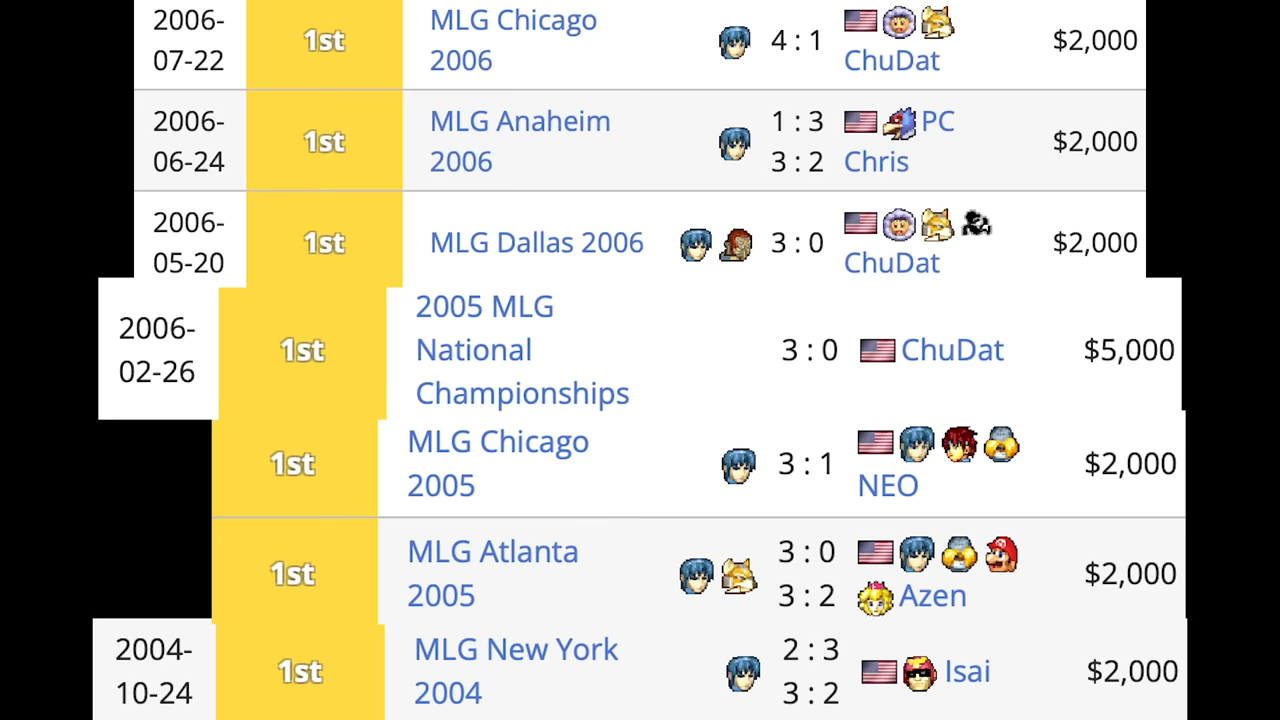 2006-07-22 1st MLG Chicago 2006 4 : 1 ChuDat $2,000
2006-06-24 1st MLG Anaheim 2006 1 : 3 3 : 2 PC Chris $2,000
2006-05-20 1st MLG Dallas 2006 3 : 0 ChuDat $2,000
2006-02-26 1st 2005 MLG National Championships 3 : 0 ChuDat $5,000
1st MLG Chicago 2005 3 : 1 NEO $2,000
1st MLG Atlanta 2005 3 : 0 3 : 2 Azen $2,000
2004-10-24 1st MLG New York 2004 2 : 3 3 : 2 Isai $2,000